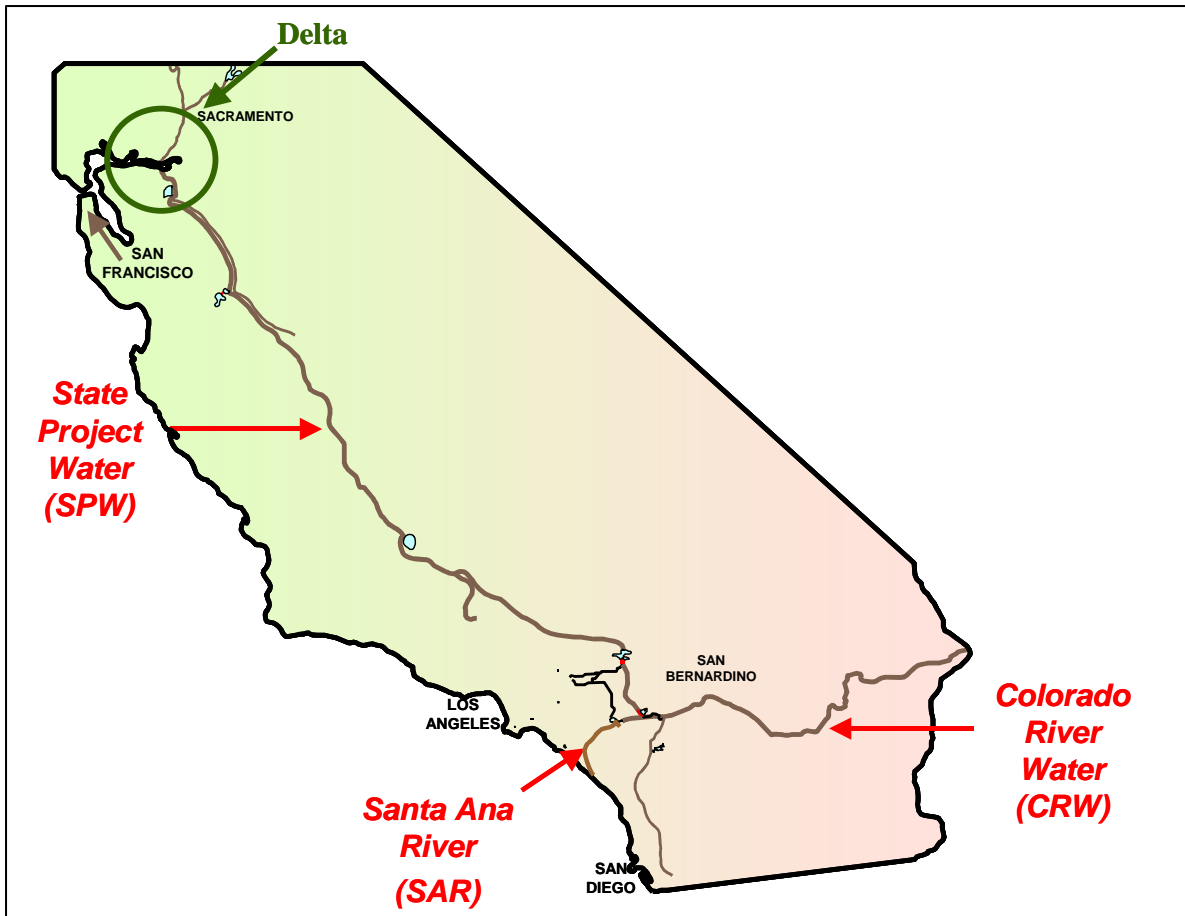 Delta
SACRAMENTO
SAN
FRANCISCO
State
Project
Water
(SPW)
SAN
BERNARDINO
LOS
ANGELES
Colorado
River
Water
(CRW)
Santa Ana
River
(SAR)
SAN
DIEGO